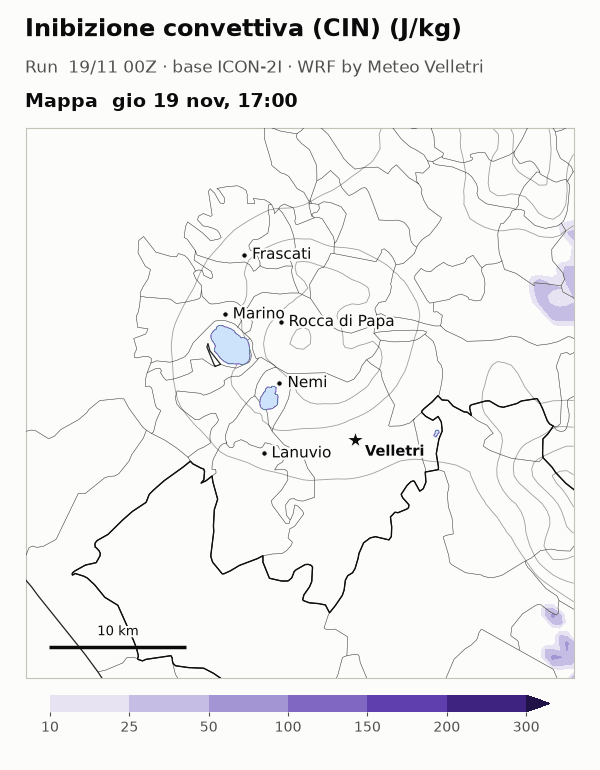 Inibizione convettiva (CIN) (J/kg)
Run  19/11 00Z · base ICON-2I · WRF by Meteo Velletri
Mappa  gio 19 nov, 17:00
Frascati
Marino
Rocca di Papa
Nemi
Velletri
Lanuvio
10 km
10 25 50 100 150 200 300